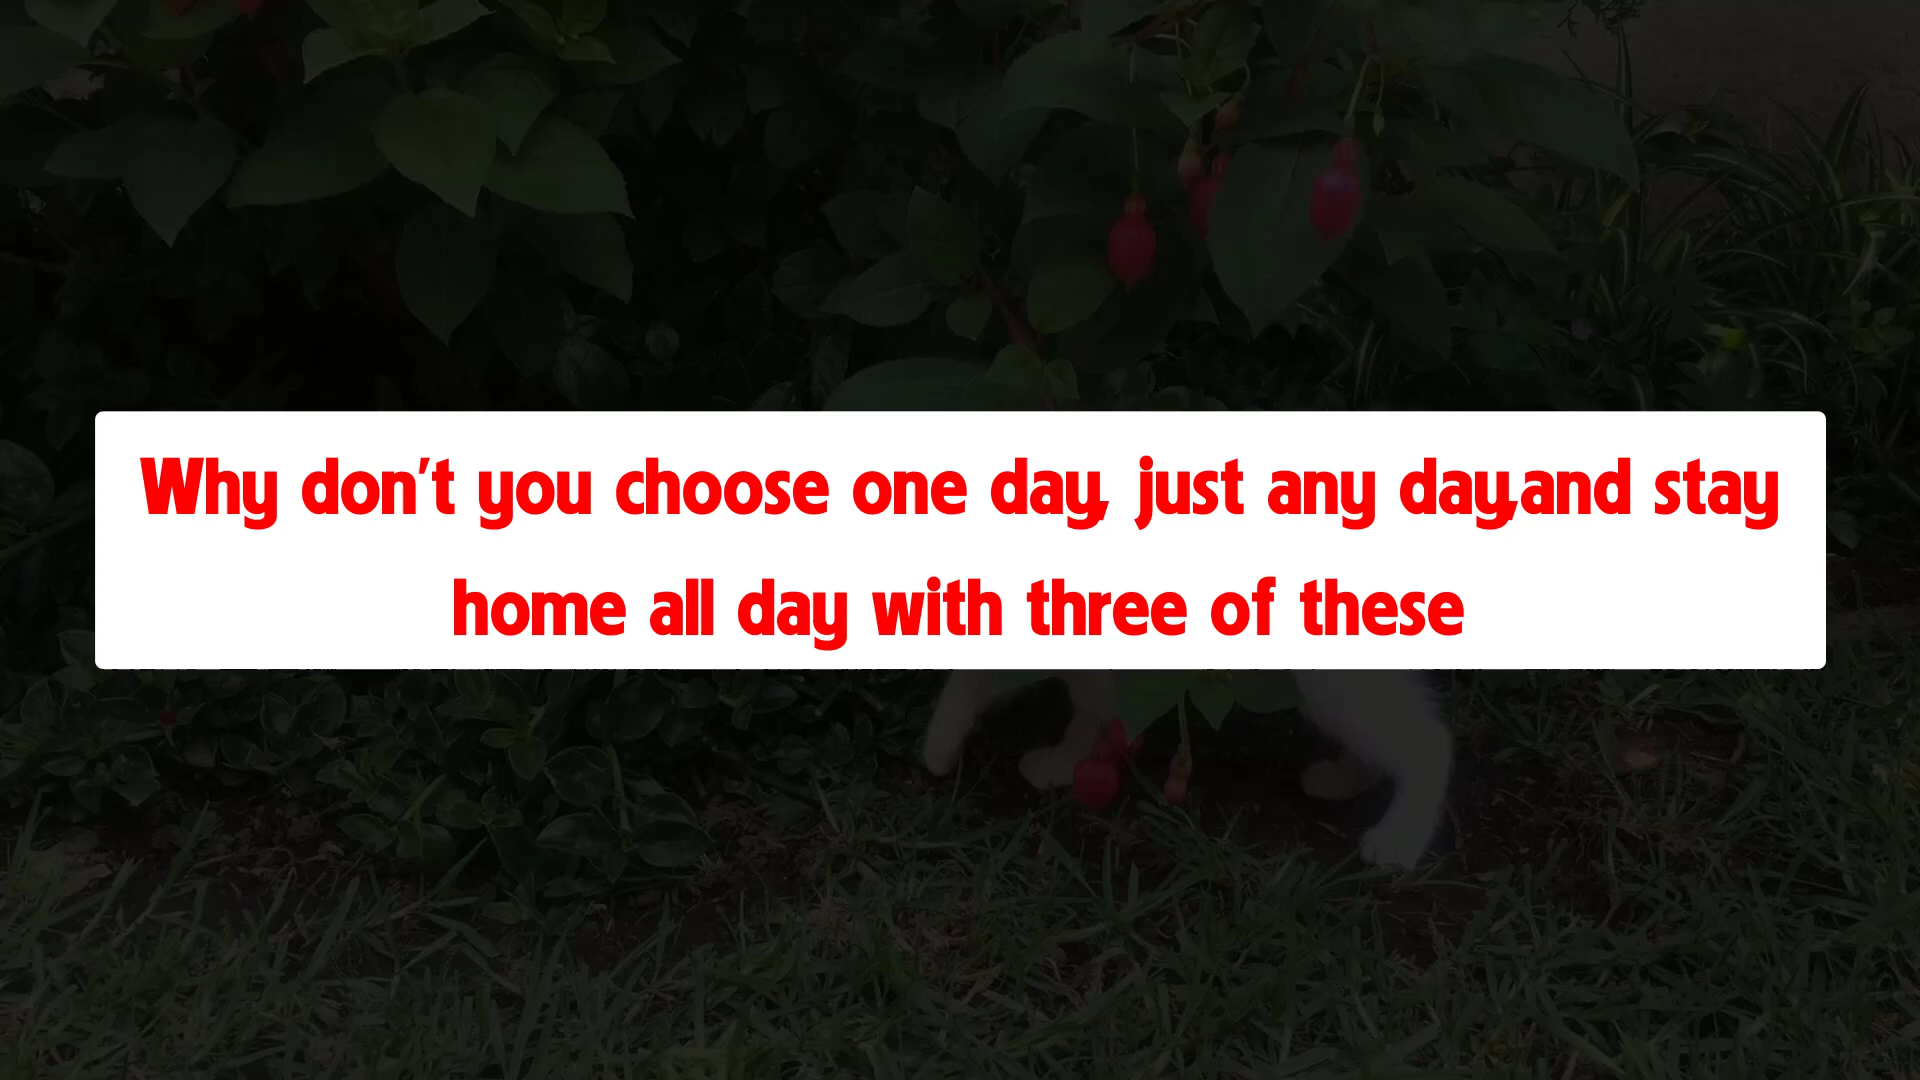 Why don't you choose one day, just any day,and stay
home all day with three of these